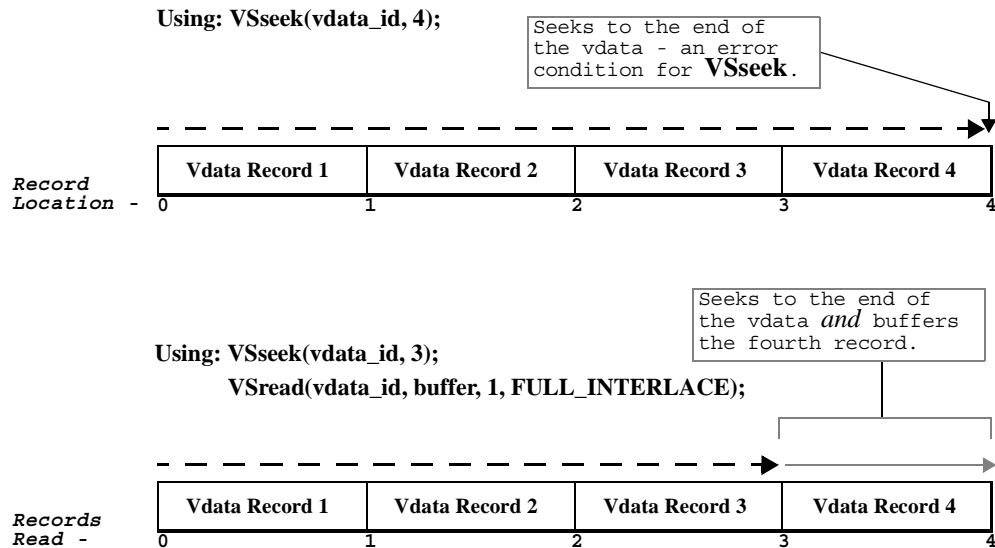 Using: VSseek(vdata_id, 4);
Seeks to the end of
the vdata - an error
condition for VSseek.
Vdata Record 1 Vdata Record 2 Vdata Record 3 Vdata Record 4
Record
Location - 0 1 2 3 4
Seeks to the end of
the vdata and buffers
the fourth record.
Using: VSseek(vdata_id, 3);
VSread(vdata_id, buffer, 1, FULL_INTERLACE);
Vdata Record 1 Vdata Record 2 Vdata Record 3 Vdata Record 4
Records
Read - 0 1 2 3 4